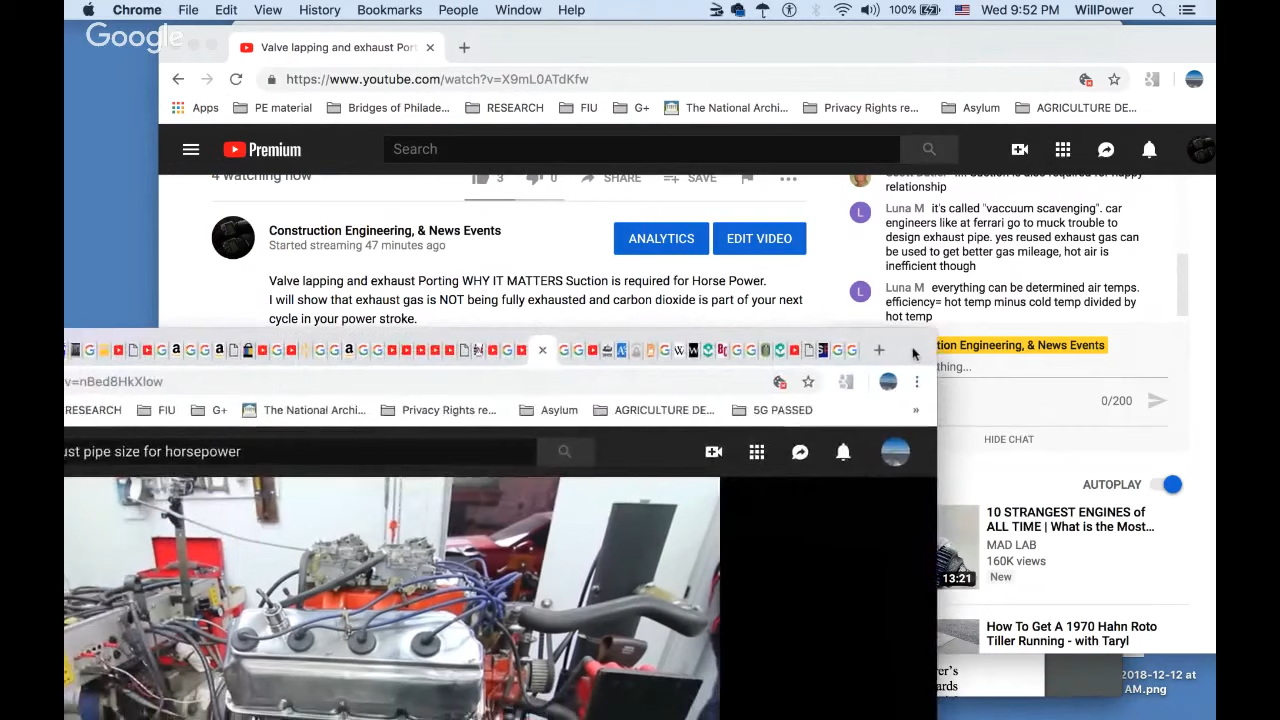 Chrome File Edit View History Bookmarks People Window Help 100% Wed 9:52 PM WillPower
Google
Valve lapping and exhaust Port
https://www.youtube.com/watch?v=X9mL0ATdKfw
Apps PE material Bridges of Philade... RESEARCH FIU G+ The National Archi... Privacy Rights re... Asylum AGRICULTURE DE...
Premium Search
4 watching now 3 0 SHARE SAVE
relationship
Luna M it's called "vaccuum scavenging". car
engineers like at ferrari go to muck trouble to
design exhaust pipe. yes reused exhaust gas can
be used to get better gas mileage, hot air is
inefficient though
Luna M everything can be determined air temps.
efficiency= hot temp minus cold temp divided by
hot temp
Construction Engineering, & News Events
Started streaming 47 minutes ago
ANALYTICS EDIT VIDEO
Valve lapping and exhaust Porting WHY IT MATTERS Suction is required for Horse Power.
I will show that exhaust gas is NOT being fully exhausted and carbon dioxide is part of your next
cycle in your power stroke.
tion Engineering, & News Events
thing...
0/200
HIDE CHAT
v=nBed8HkXlow
RESEARCH FIU G+ The National Archi... Privacy Rights re... Asylum AGRICULTURE DE... 5G PASSED »
ust pipe size for horsepower
AUTOPLAY
10 STRANGEST ENGINES of
ALL TIME | What is the Most...
MAD LAB
160K views
New
13:21
How To Get A 1970 Hahn Roto
Tiller Running - with Taryl
er's
ards
2018-12-12 at
AM.png